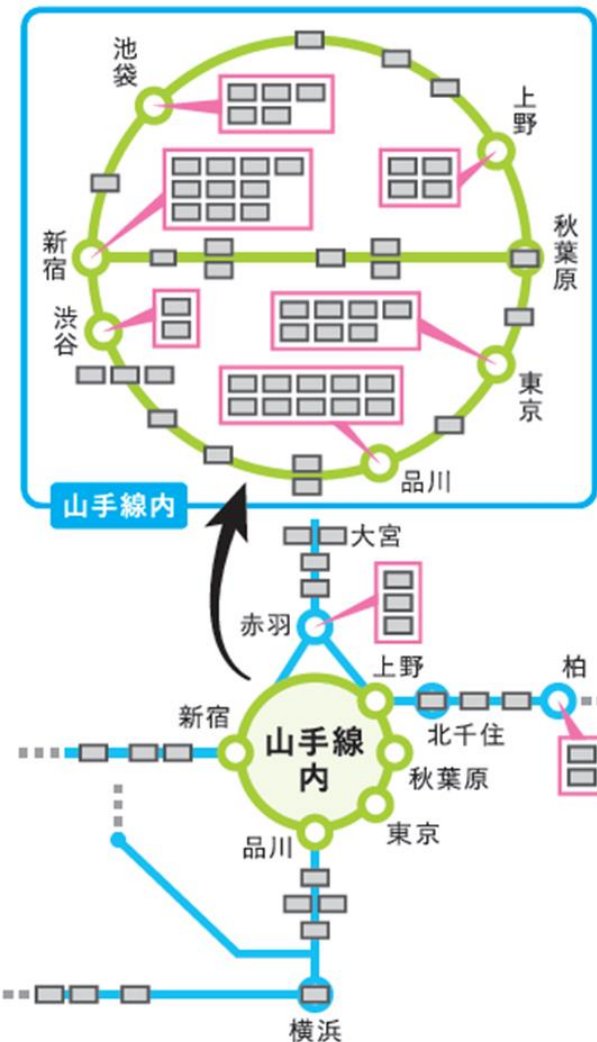 池袋
上野
新宿
秋葉原
渋谷
東京
品川
山手線内
大宮
赤羽
上野
柏
新宿
北千住
山手線
内
秋葉原
東京
品川
横浜